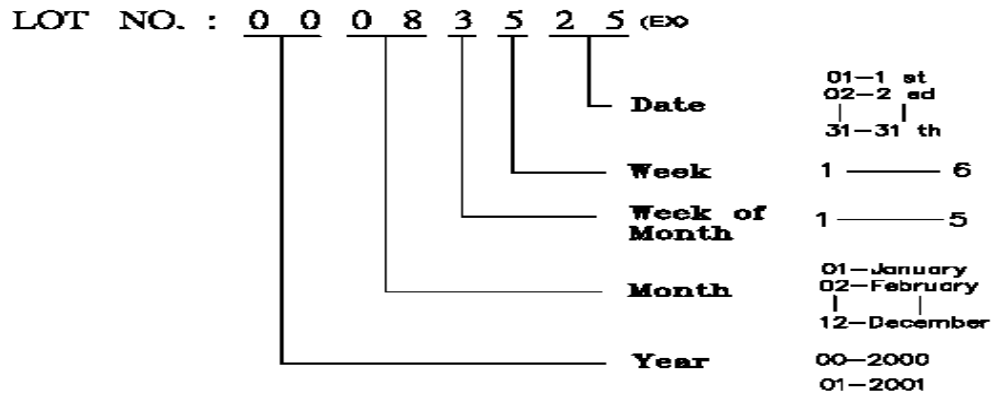 LOT NO. : 0 0 0 8 3 5 2 5 (EX)
Date
01-1 st
02-2 ed
31-31 th
Week
1 6
Week of
Month
1 5
Month
01-January
02-February
12-December
Year
00-2000
01-2001